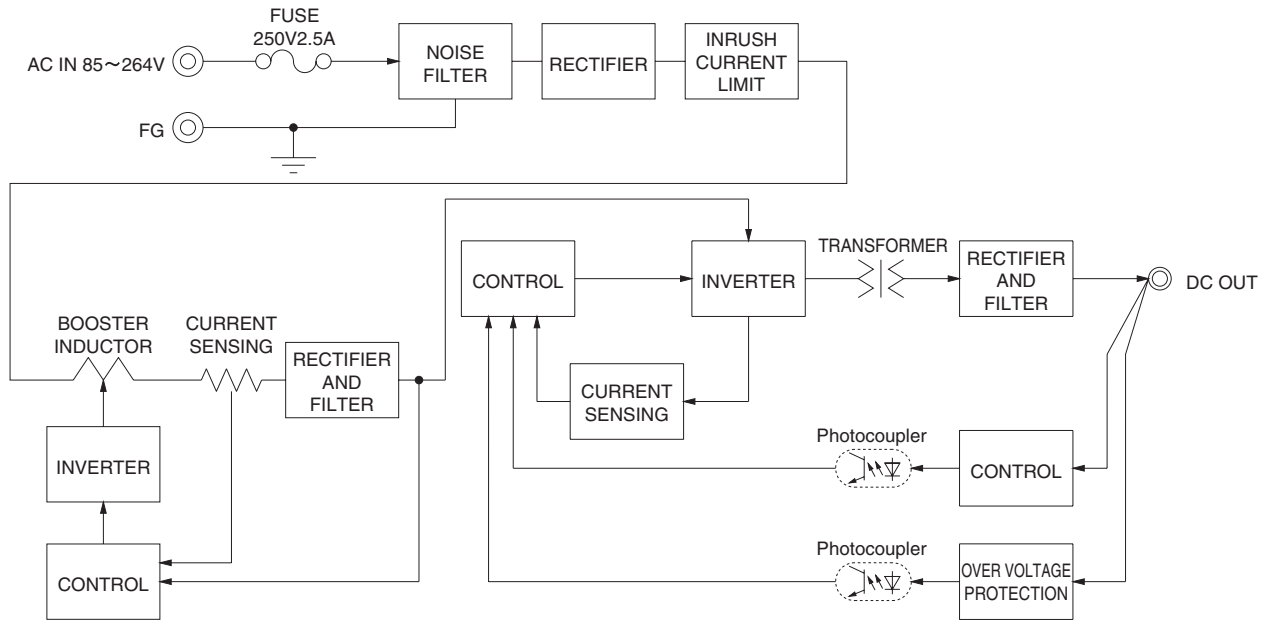 FUSE
250V2.5A
AC IN 85～264V
NOISE
FILTER
RECTIFIER
INRUSH
CURRENT
LIMIT
FG
CONTROL
INVERTER
TRANSFORMER
RECTIFIER
AND
FILTER
DC OUT
BOOSTER
INDUCTOR
CURRENT
SENSING
RECTIFIER
AND
FILTER
CURRENT
SENSING
INVERTER
Photocoupler
CONTROL
CONTROL
Photocoupler
OVER VOLTAGE
PROTECTION